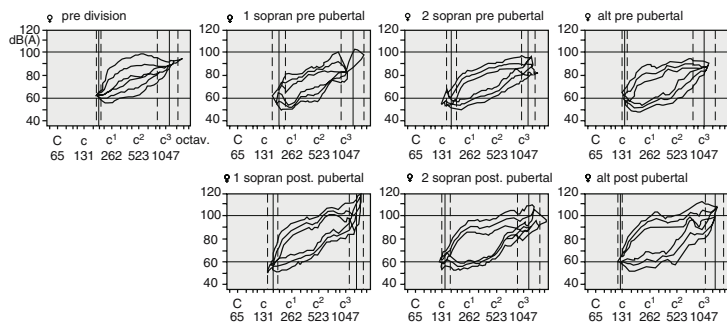 ♀ pre division
♀ 1 sopran pre pubertal
♀ 2 sopran pre pubertal
♀ alt pre pubertal
120
dB(A)
100
80
60
40
120
100
80
60
40
120
100
80
60
40
120
100
80
60
40
C c c¹ c² c³ octav.
65 131 262 523 1047
C c c¹ c² c³
65 131 262 523 1047
C c c¹ c² c³
65 131 262 523 1047
C c c¹ c² c³
65 131 262 523 1047
♀ 1 sopran post. pubertal
♀ 2 sopran post. pubertal
♀ alt post pubertal
120
100
80
60
40
120
100
80
60
40
120
100
80
60
40
C c c¹ c² c³
65 131 262 523 1047
C c c¹ c² c³
65 131 262 523 1047
C c c¹ c² c³
65 131 262 523 1047